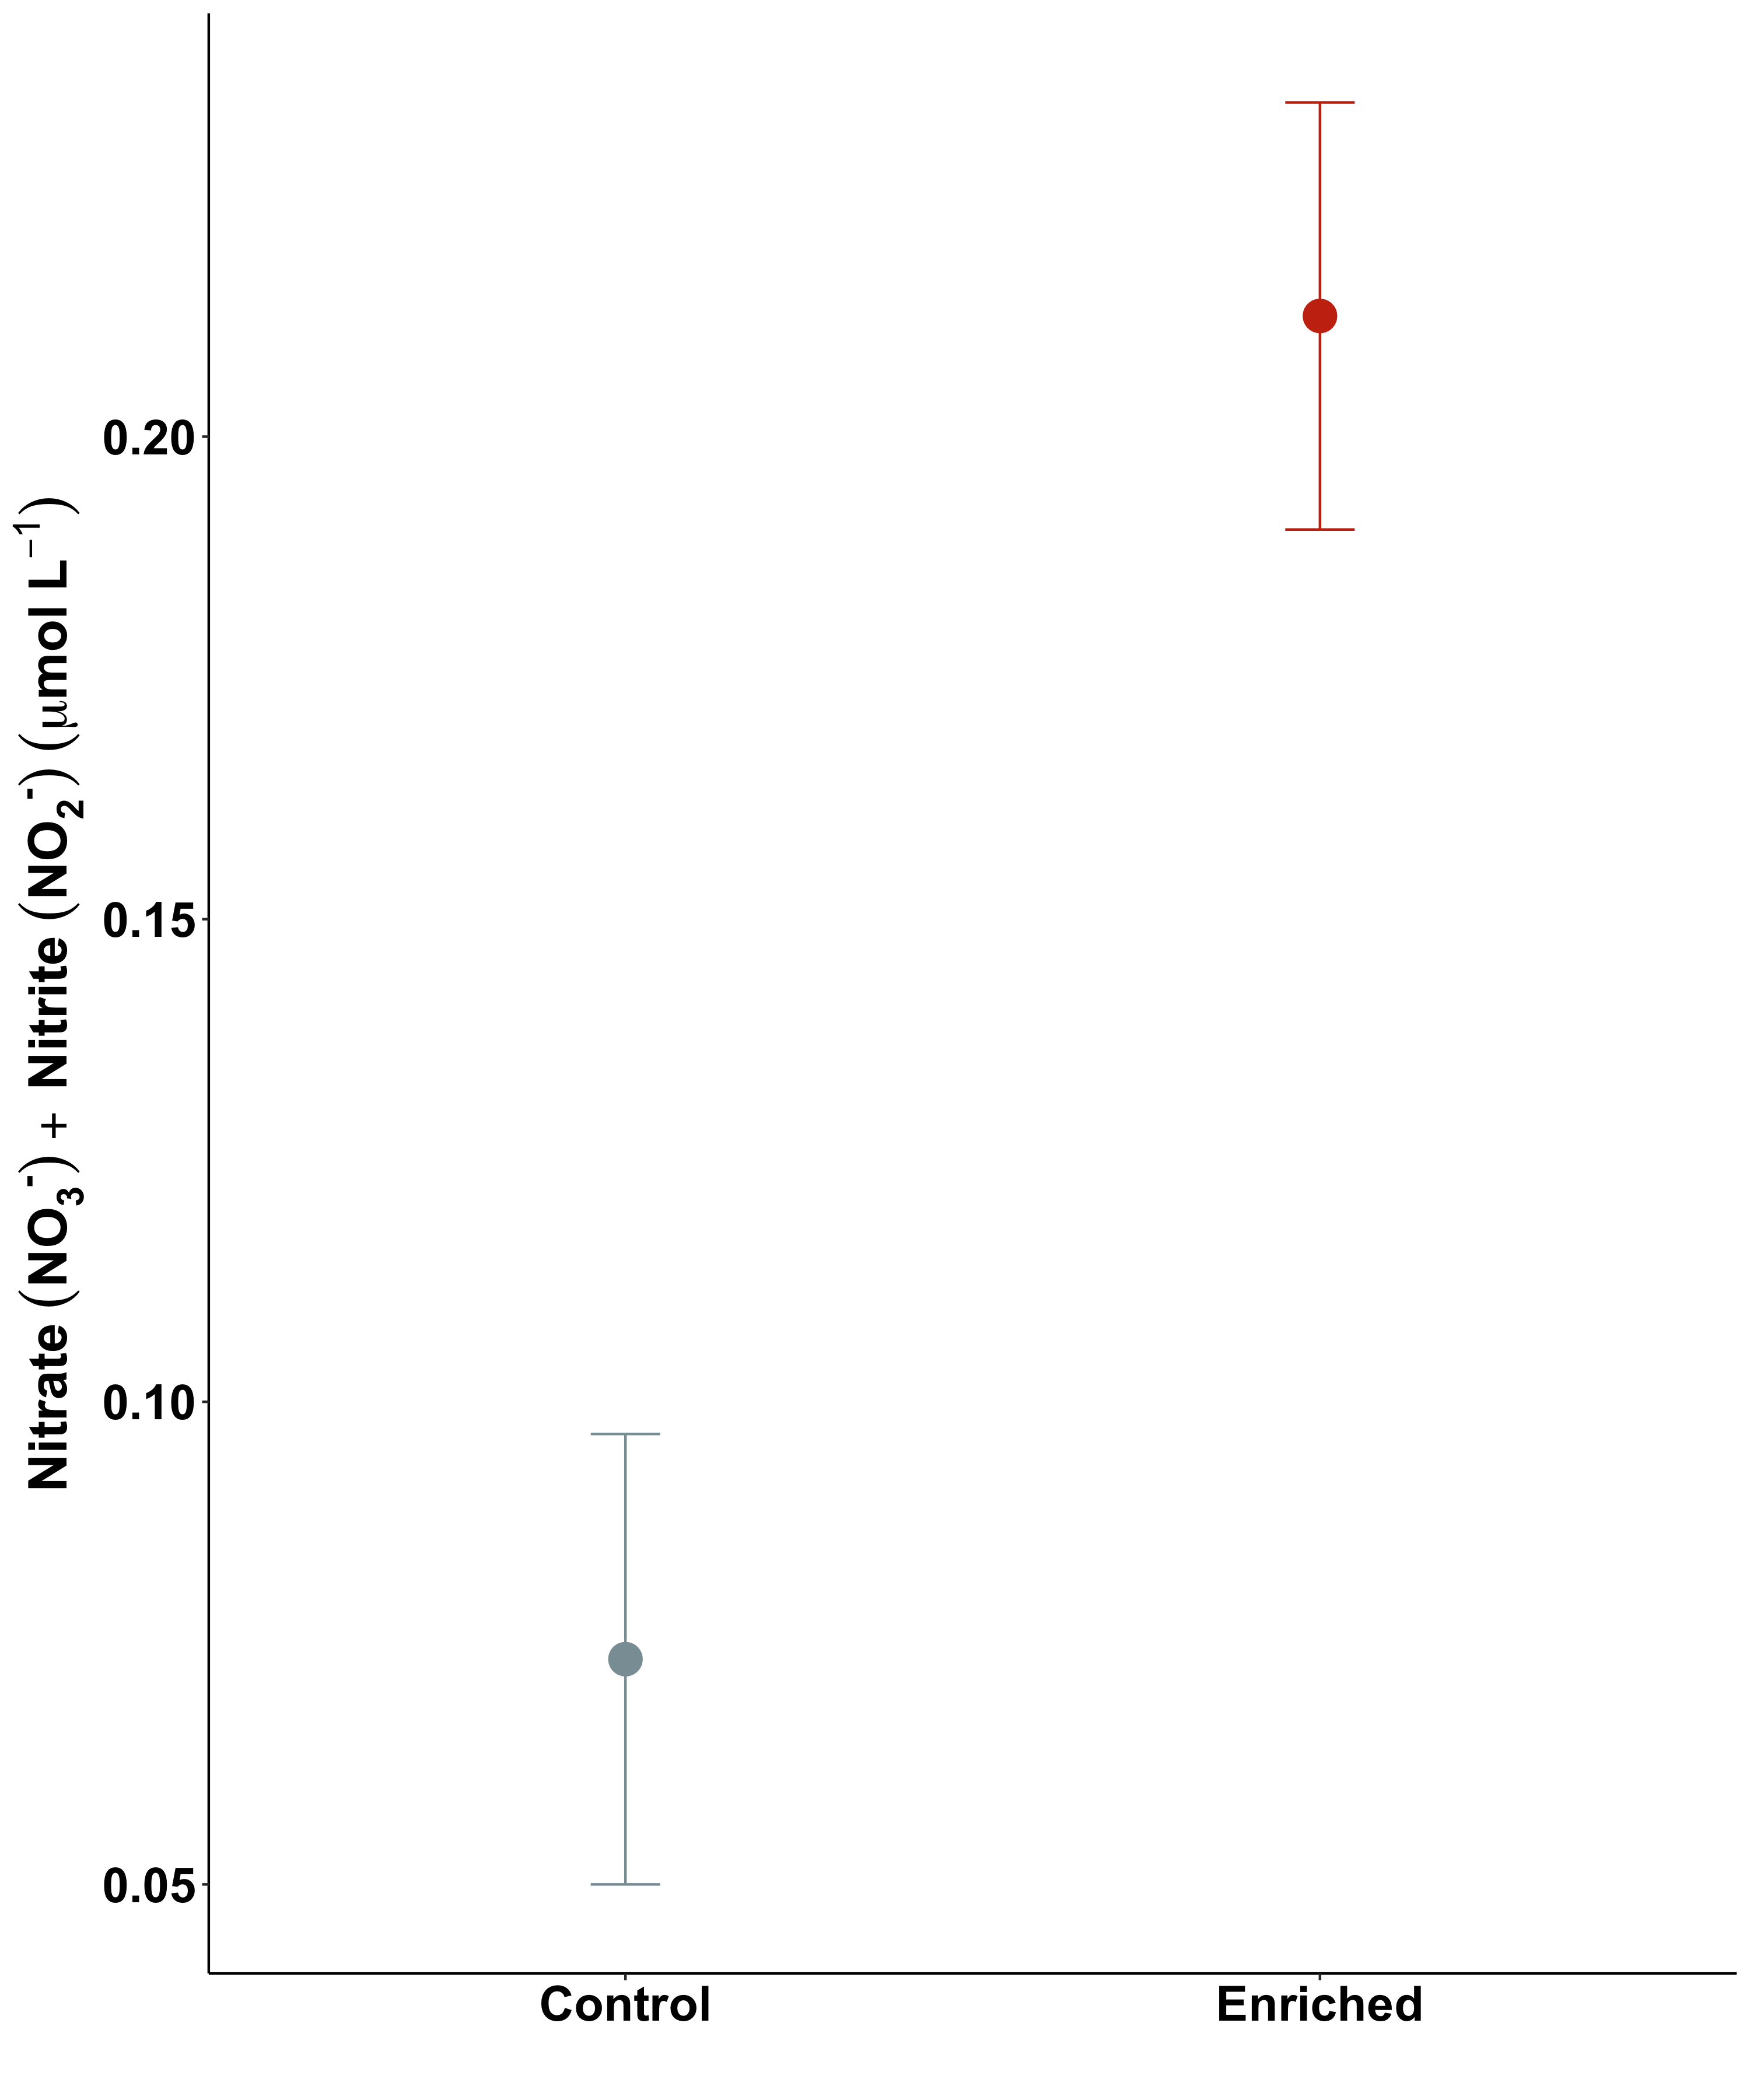 Nitrate (NO₃⁻) + Nitrite (NO₂⁻) (μmol L⁻¹)
0.20
0.15
0.10
0.05
Control Enriched